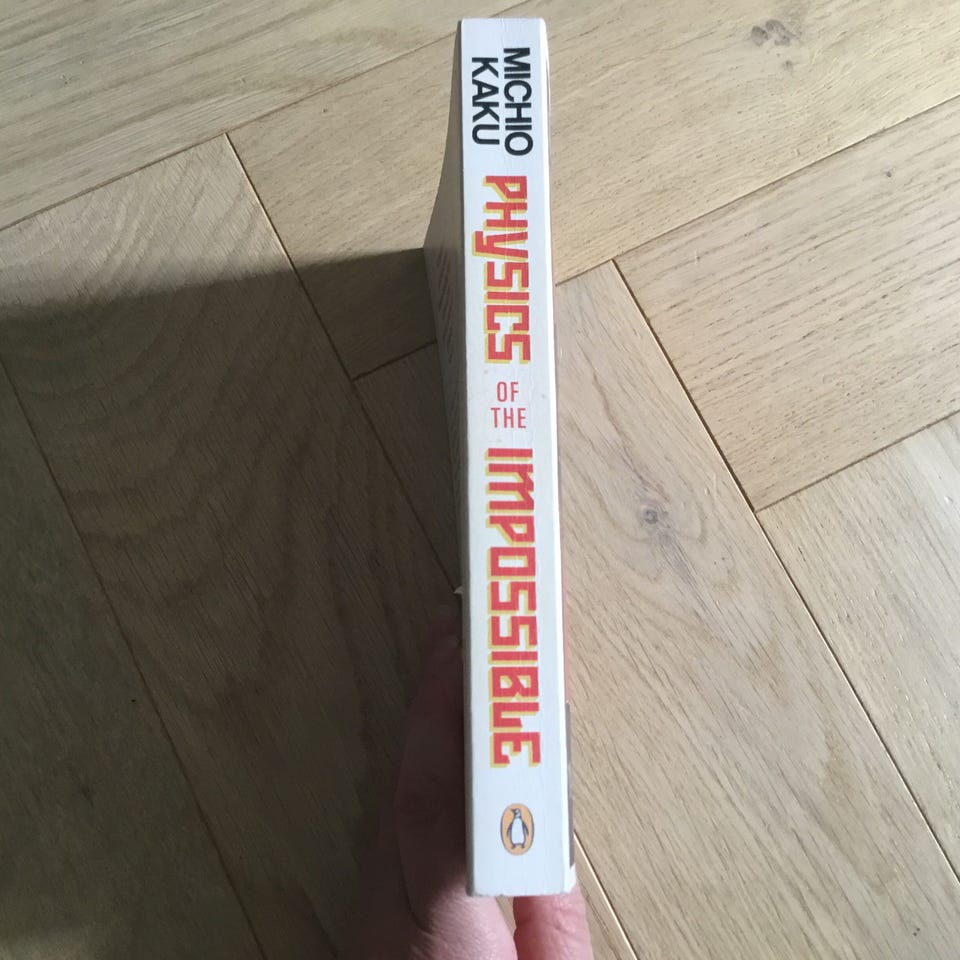 MICHIO
KAKU
PHYSICS
OF
THE
IMPOSSIBLE